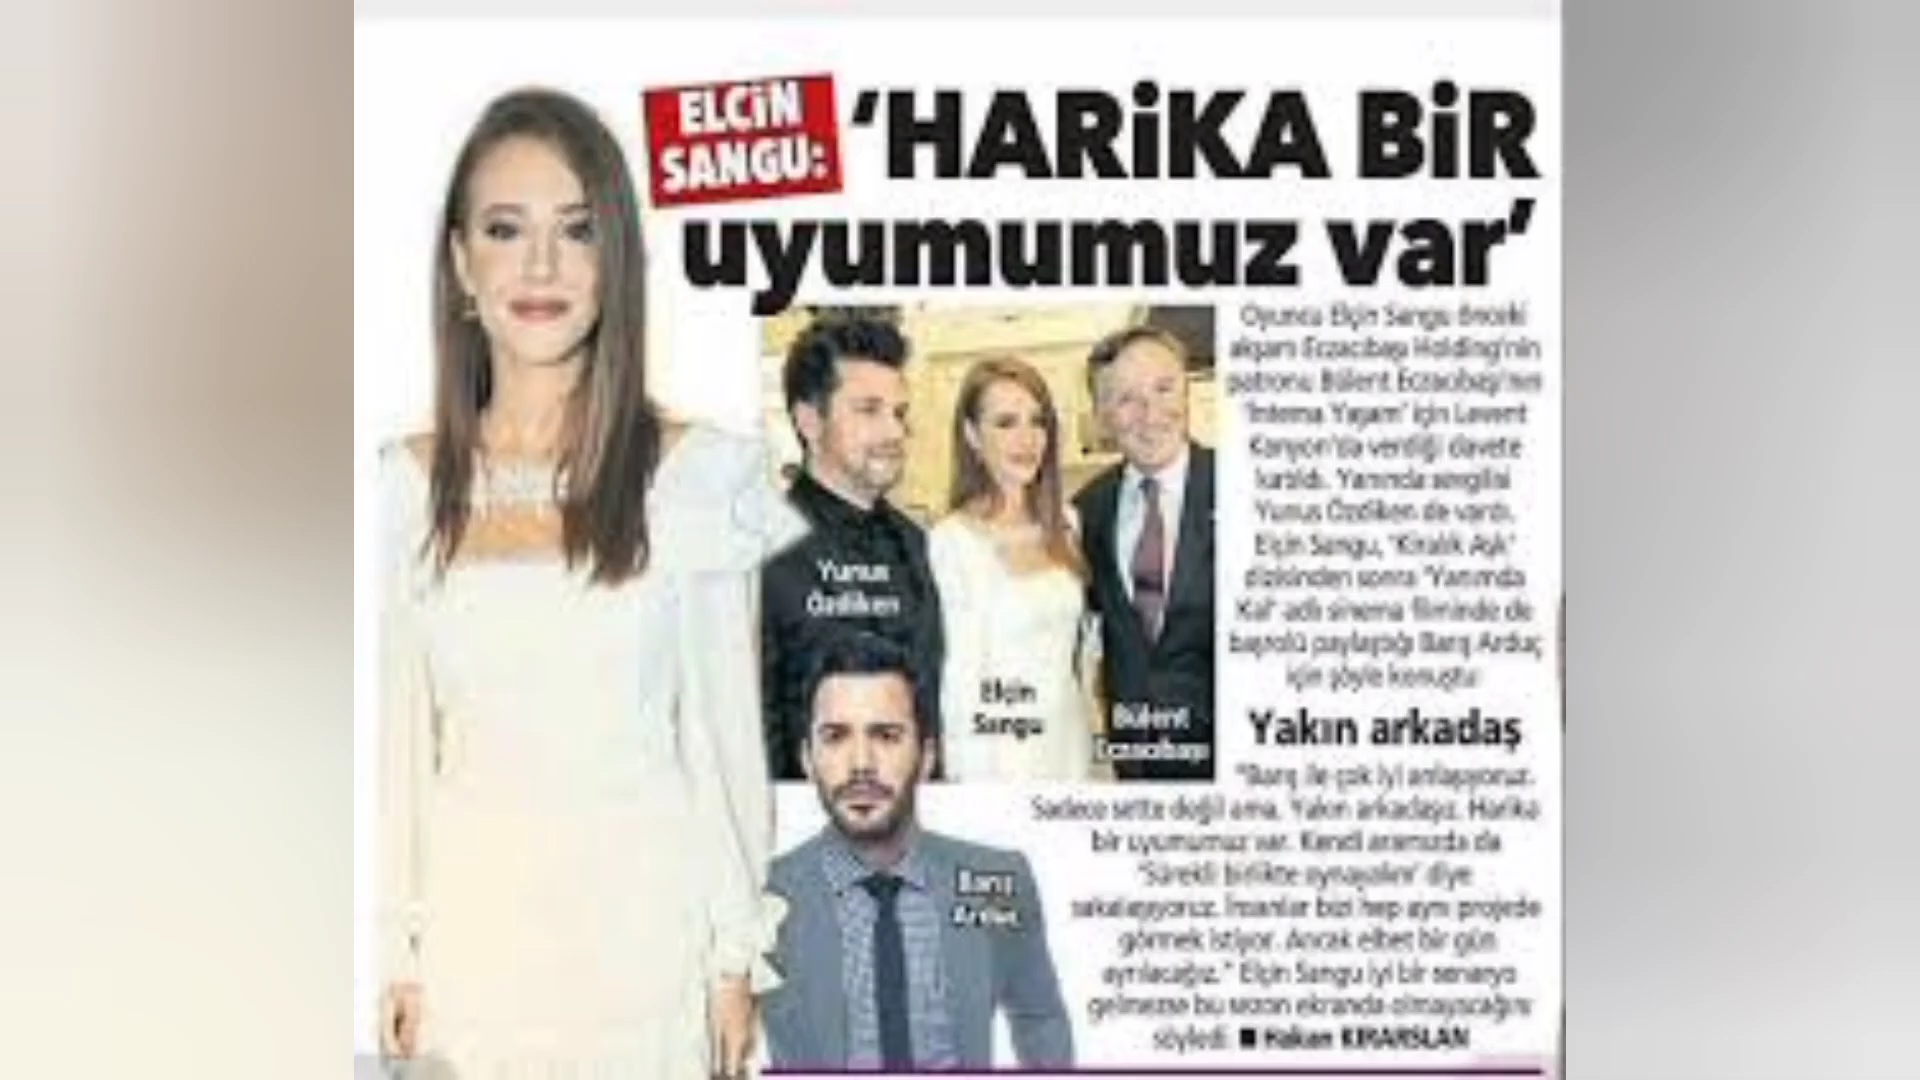 ELÇİN
SANGU:
'HARİKA BİR
uyumumuz var'
Oyuncu Elçin Sangu önceki
akşam Eczacıbaşı Holding'nin
patronu Bülent Eczacıbaşı'nın
'İntema Yaşam' için Levent
Kanyon'da verdiği davete
katıldı. Yanında sevgilisi
Yunus Özdiken de vardı.
Elçin Sangu, "Kiralık Aşk"
dizisinden sonra "Yanımda
Kal" adlı sinema filminde de
başrolü paylaştığı Barış Arduç
için şöyle konuştu:
Yakın arkadaş
"Barış ile çok iyi anlaşıyoruz.
Sadece sette değil ama. Yakın arkadaşız. Harika
bir uyumumuz var. Kendi aramızda da
'Sürekli birlikte oynayalım' diye
şakalaşıyoruz. İnsanlar bizi hep aynı projede
görmek istiyor. Ancak elbet bir gün
ayrılacağız." Elçin Sangu iyi bir senaryo
gelmezse bu sezon ekranda olmayacağını
söyledi. ■ Hakan KIRARSLAN
Yunus
Özdiken
Elçin
Sangu
Bülent
Eczacıbaşı
Barış
Arduç